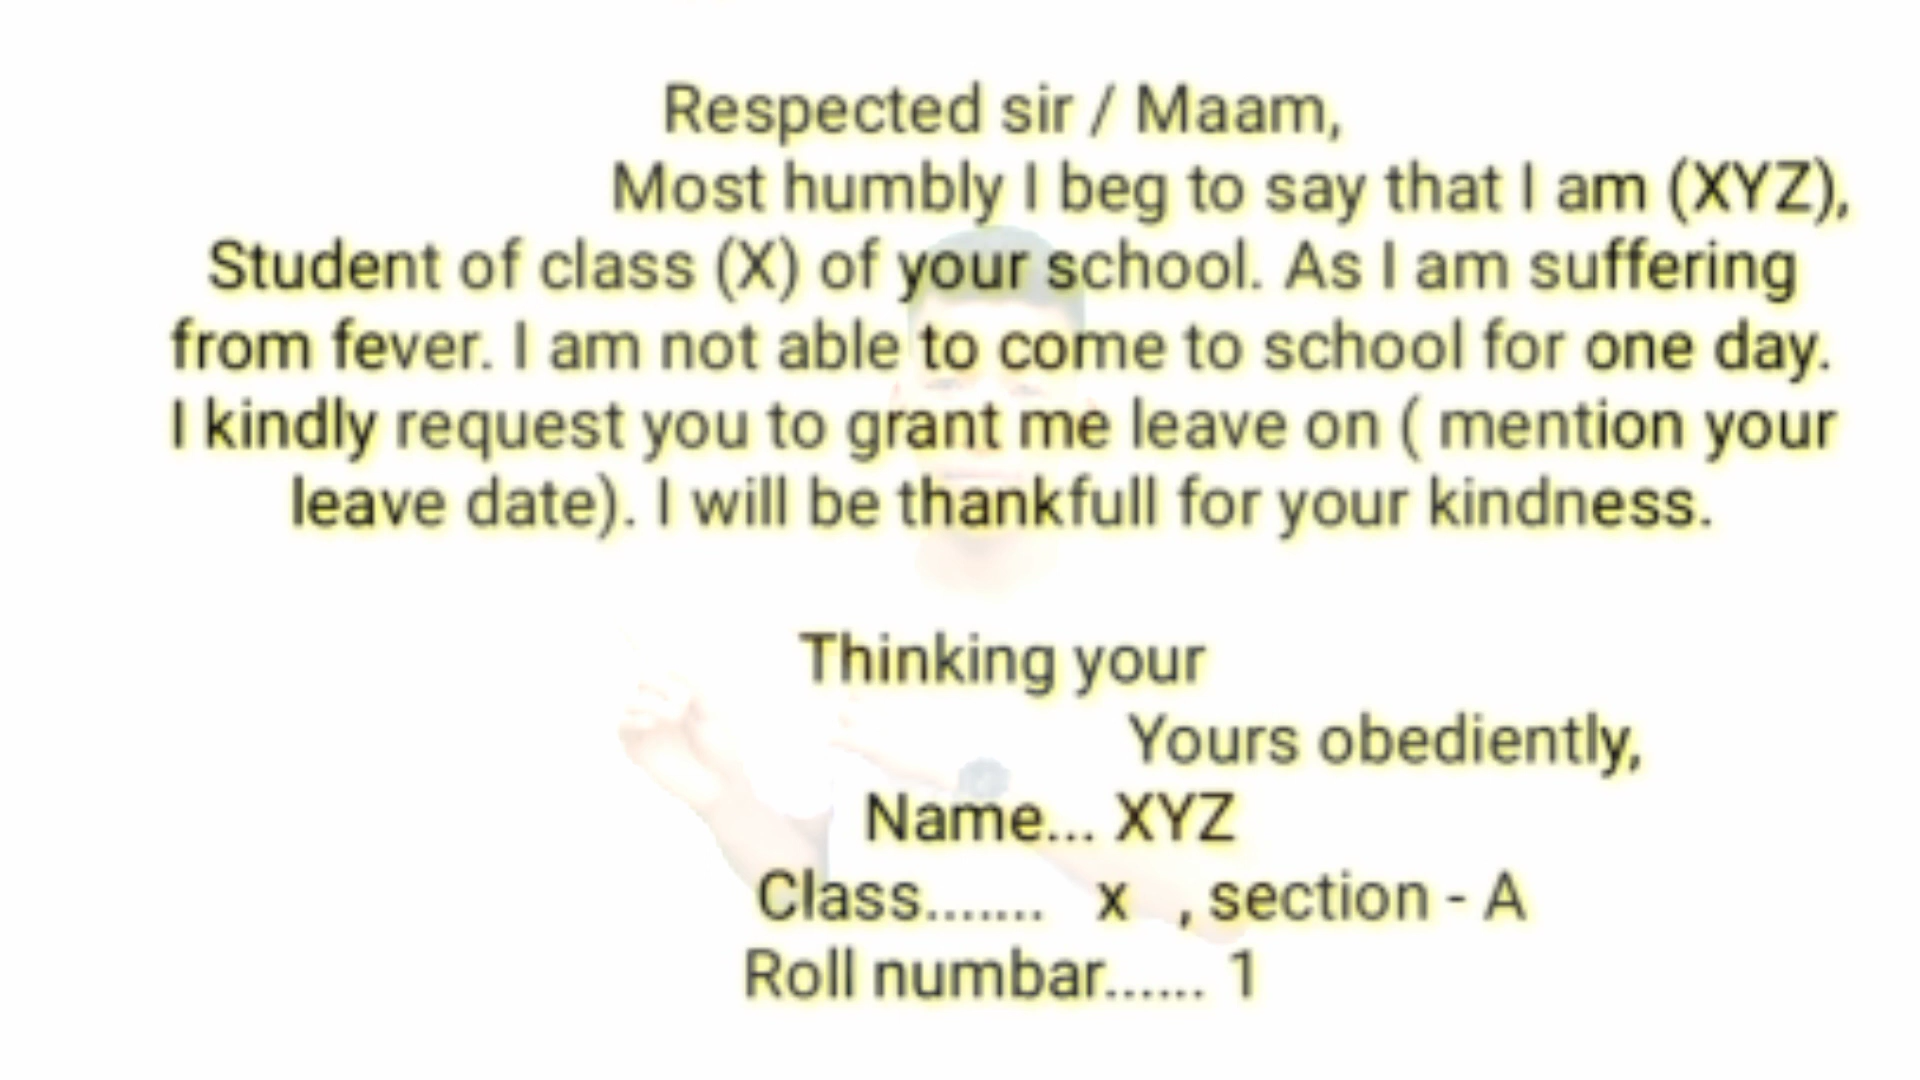 Respected sir / Maam,
Most humbly I beg to say that I am (XYZ),
Student of class (X) of your school. As I am suffering
from fever. I am not able to come to school for one day.
I kindly request you to grant me leave on ( mention your
leave date). I will be thankfull for your kindness.
Thinking your
Yours obediently,
Name... XYZ
Class....... x , section - A
Roll numbar...... 1